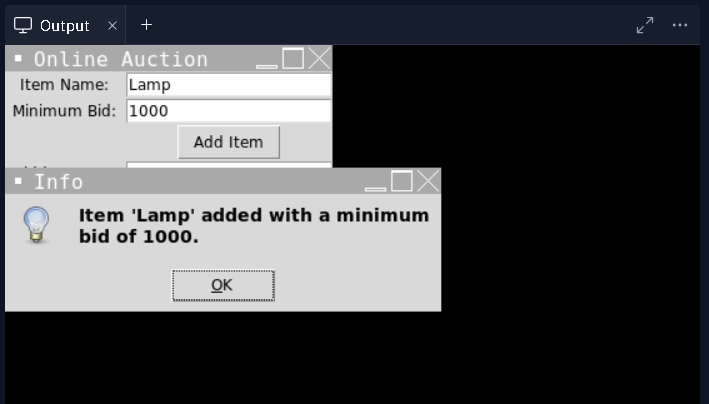 Output
Online Auction
Item Name: Lamp
Minimum Bid: 1000
Add Item
Info
Item 'Lamp' added with a minimum
bid of 1000.
OK